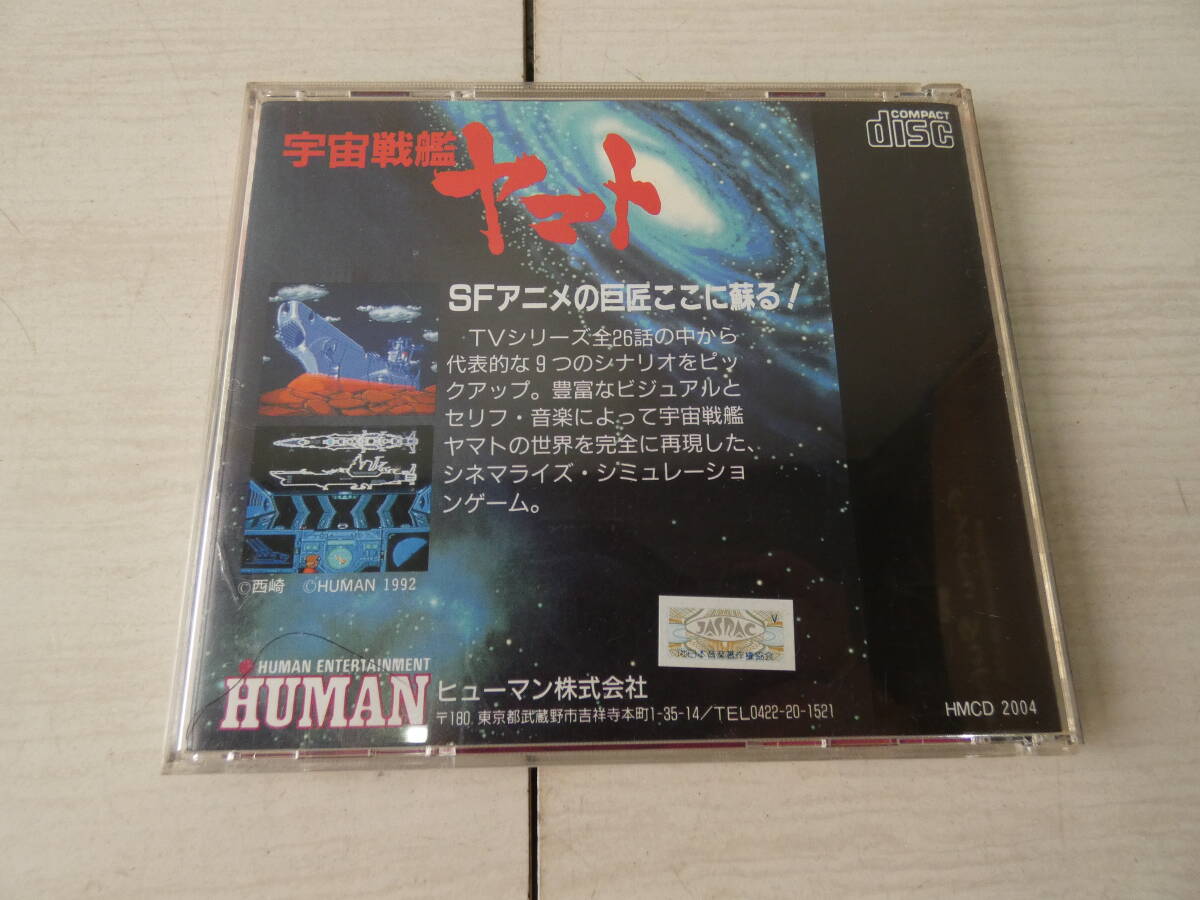 宇宙戦艦
ヤマト
COMPACT
disc
SFアニメの巨匠ここに蘇る!
TVシリーズ全26話の中から
代表的な9つのシナリオをピッ
クアップ。豊富なビジュアルと
セリフ・音楽によって宇宙戦艦
ヤマトの世界を完全に再現した、
シネマライズ・シミュレーショ
ンゲーム。
©西崎 ©HUMAN 1992
JASRAC
V
HUMAN ENTERTAINMENT
HUMAN
ヒューマン株式会社
〒180 東京都武蔵野市吉祥寺本町1-35-14/TEL0422-20-1521
HMCD 2004